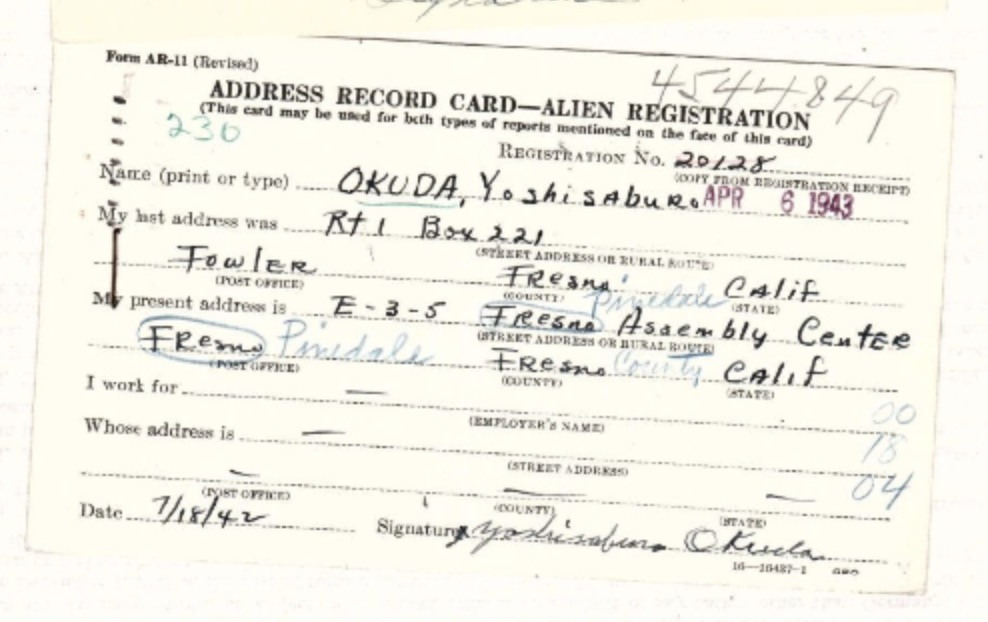 Form AR-11 (Revised)
4544849
ADDRESS RECORD CARD—ALIEN REGISTRATION
(This card may be used for both types of reports mentioned on the face of this card)
230
REGISTRATION No. 20128
(COPY FROM REGISTRATION RECEIPT)
Name (print or type) OKUDA, Yoshisaburo APR 6 1943
My last address was Rt 1 Box 221
(STREET ADDRESS OR RURAL ROUTE)
Fowler Fresno Calif
(POST OFFICE) (COUNTY) (STATE)
Pinedale
My present address is E-3-5 Fresno Assembly Center
(STREET ADDRESS OR RURAL ROUTE)
Fresno Pinedale Fresno County Calif
(POST OFFICE) (COUNTY) (STATE)
I work for —
(EMPLOYER'S NAME)
00
Whose address is —
(STREET ADDRESS)
18
— — —
04
(POST OFFICE) (COUNTY) (STATE)
Date 7/18/42 Signature x Yoshisaburo Okuda
16—16437-1 GPO